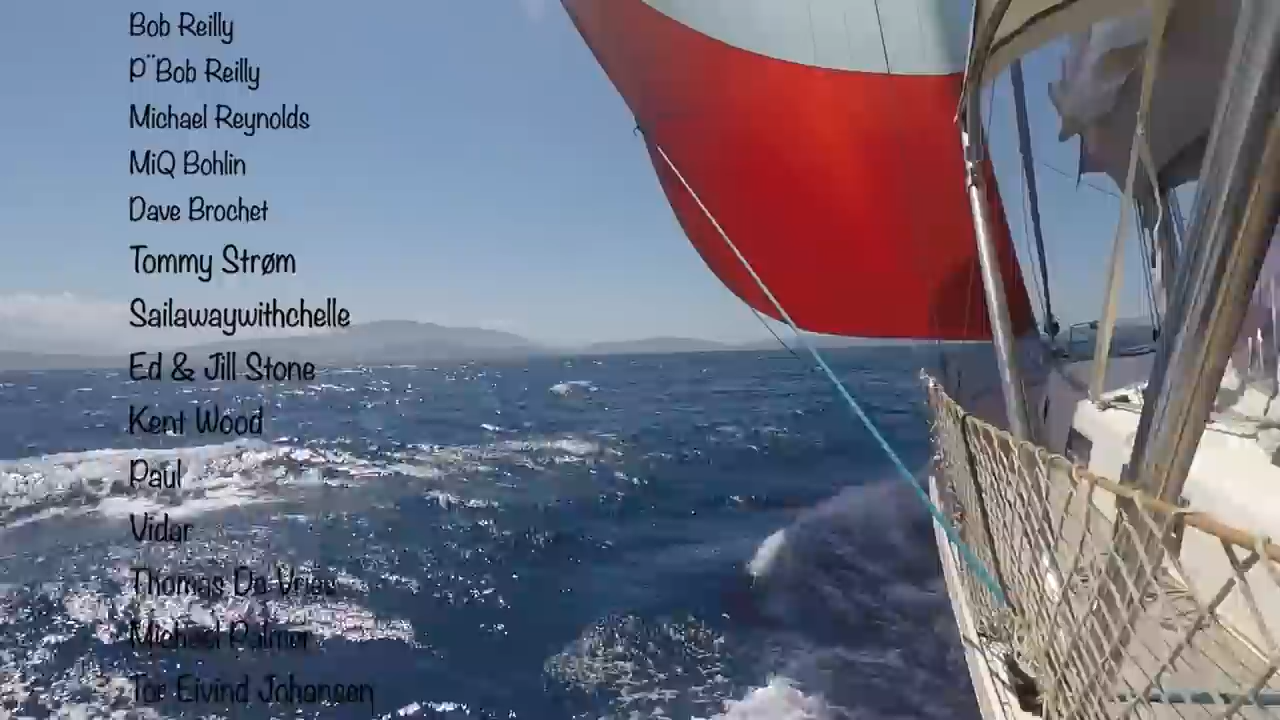 Bob Reilly
P¨Bob Reilly
Michael Reynolds
MiQ Bohlin
Dave Brochet
Tommy Strøm
Sailawaywithchelle
Ed & Jill Stone
Kent Wood
Paul
Vidar
Thomas De Vries
Michael Palmer
Tor Eivind Johansen